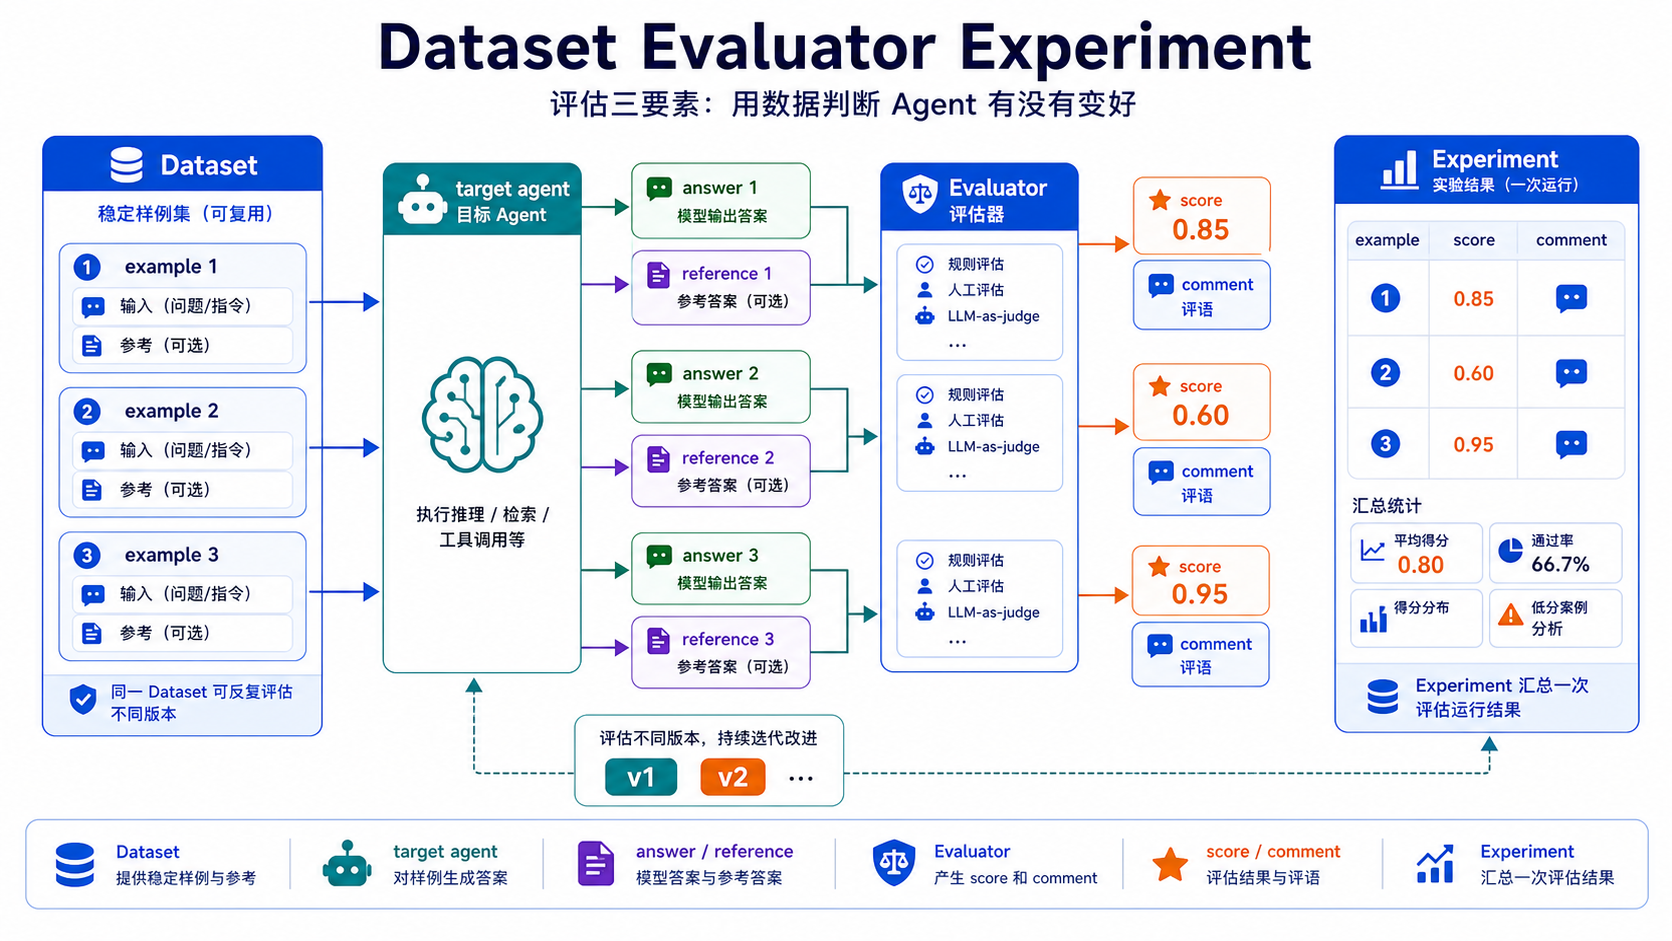 Dataset Evaluator Experiment
评估三要素：用数据判断 Agent 有没有变好
Dataset
稳定样例集（可复用）
1 example 1
输入（问题/指令）
参考（可选）
2 example 2
输入（问题/指令）
参考（可选）
3 example 3
输入（问题/指令）
参考（可选）
同一 Dataset 可反复评估
不同版本
target agent
目标 Agent
执行推理 / 检索 /
工具调用等
answer 1
模型输出答案
reference 1
参考答案（可选）
answer 2
模型输出答案
reference 2
参考答案（可选）
answer 3
模型输出答案
reference 3
参考答案（可选）
Evaluator
评估器
规则评估
人工评估
LLM-as-judge
...
规则评估
人工评估
LLM-as-judge
...
规则评估
人工评估
LLM-as-judge
...
score
0.85
comment
评语
score
0.60
comment
评语
score
0.95
comment
评语
Experiment
实验结果（一次运行）
example score comment
1 0.85
2 0.60
3 0.95
汇总统计
平均得分
0.80
通过率
66.7%
得分分布
低分案例
分析
Experiment 汇总一次
评估运行结果
评估不同版本，持续迭代改进
v1 v2 ...
Dataset
提供稳定样例与参考
target agent
对样例生成答案
answer / reference
模型答案与参考答案
Evaluator
产生 score 和 comment
score / comment
评估结果与评语
Experiment
汇总一次评估结果